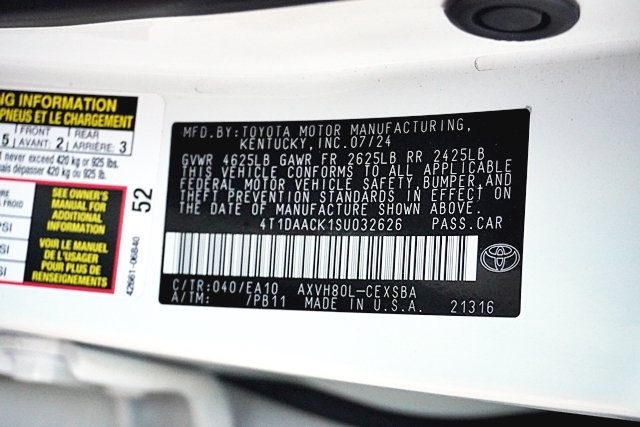 NG INFORMATION
PNEUS ET LE CHARGEMENT
5 FRONT AVANT: 2 REAR ARRIÈRE: 3
never exceed 420 kg or 925 lbs.
dépasser 420 kg ou 925 lb.
SEE OWNER'S
MANUAL FOR
ADDITIONAL
INFORMATION
VOIR LE MANUEL
DE L'USAGER
POUR PLUS DE
RENSEIGNEMENTS
PSI
SI
52
42661-06840
MFD.BY:TOYOTA MOTOR MANUFACTURING,
KENTUCKY, INC.07/24
GVWR 4625LB GAWR FR 2625LB RR 2425LB
THIS VEHICLE CONFORMS TO ALL APPLICABLE
FEDERAL MOTOR VEHICLE SAFETY,BUMPER,AND
THEFT PREVENTION STANDARDS IN EFFECT ON
THE DATE OF MANUFACTURE SHOWN ABOVE.
4T1DAACK1SU032626 PASS.CAR
C/TR:040/EA10 AXVH80L-CEXSBA
A/TM: /PB11 MADE IN U.S.A. 21316